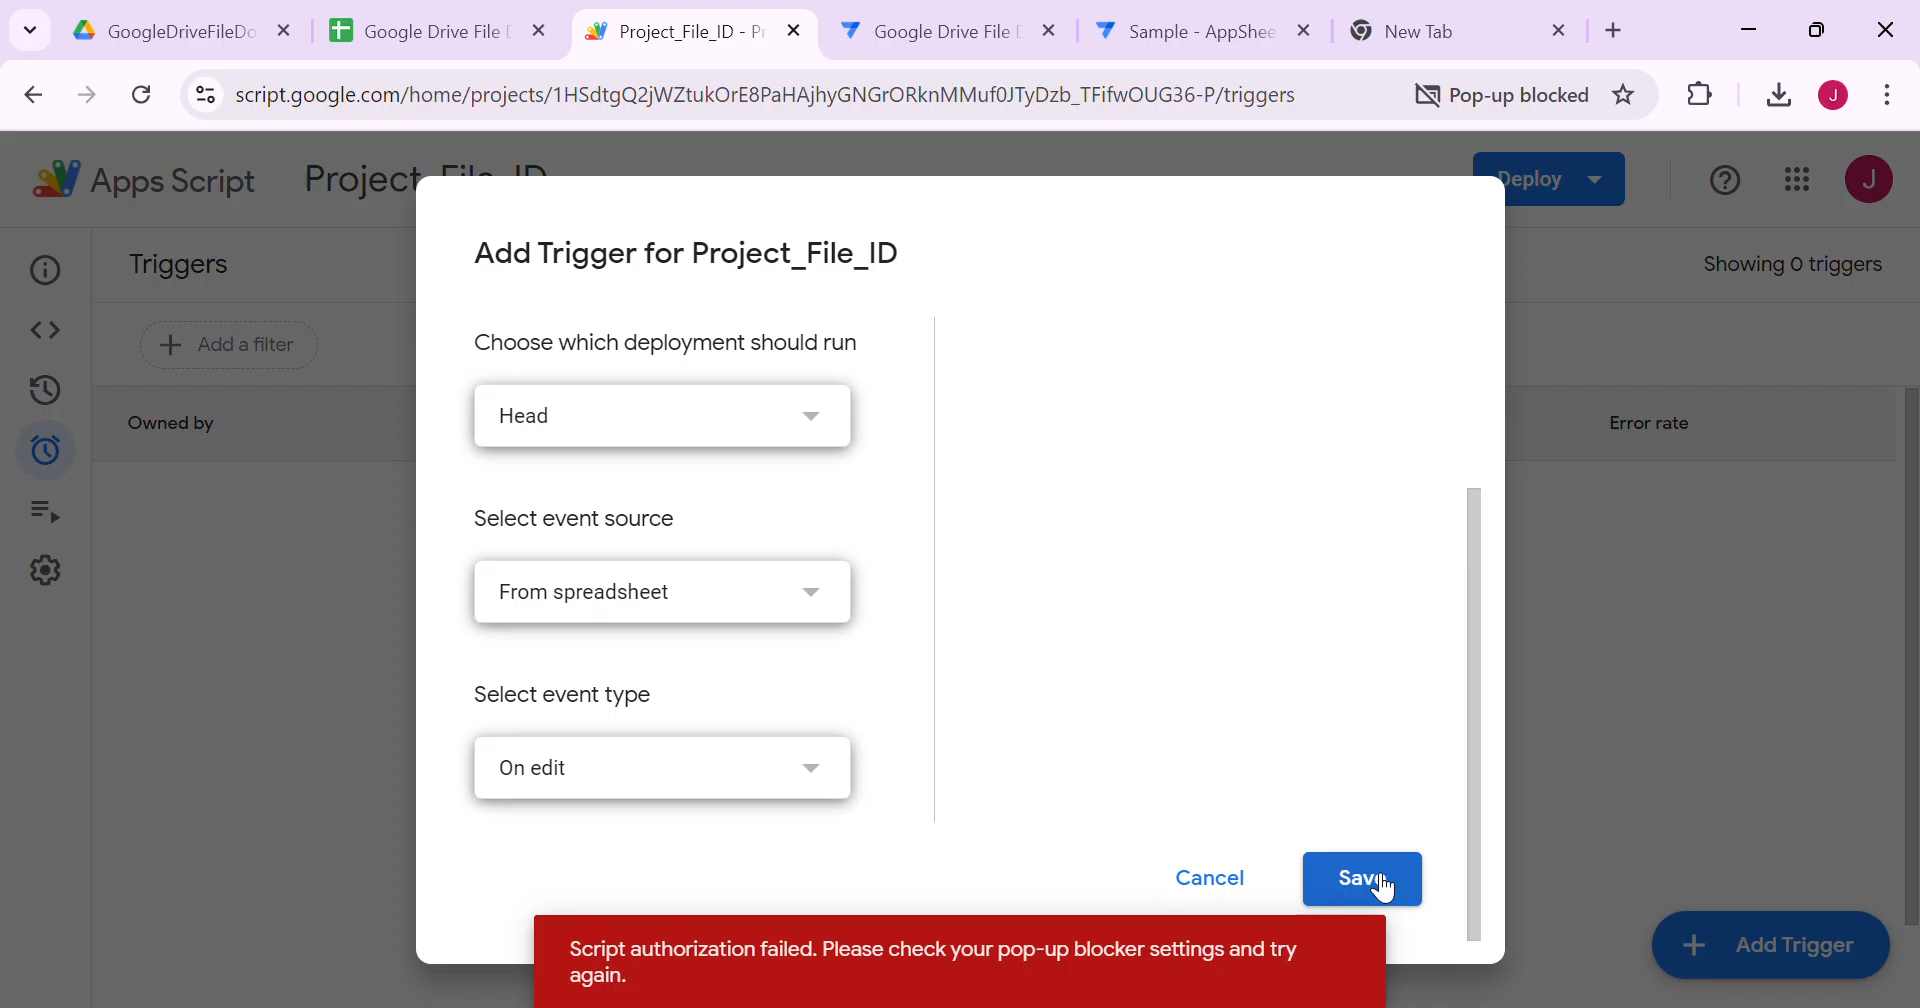 GoogleDriveFileDo
Google Drive File D
Project_File_ID - Pr
Google Drive File D
Sample - AppShee
New Tab
script.google.com/home/projects/1HSdtgQ2jWZtukOrE8PaHAjhyGNGrORknMMuf0JTyDzb_TFifwOUG36-P/triggers
Pop-up blocked
J
Apps Script
Project_File_ID
Deploy
J
Triggers
Showing 0 triggers
Add a filter
Owned by
Error rate
Add Trigger for Project_File_ID
Choose which deployment should run
Head
Select event source
From spreadsheet
Select event type
On edit
Cancel
Save
Add Trigger
Script authorization failed. Please check your pop-up blocker settings and try
again.